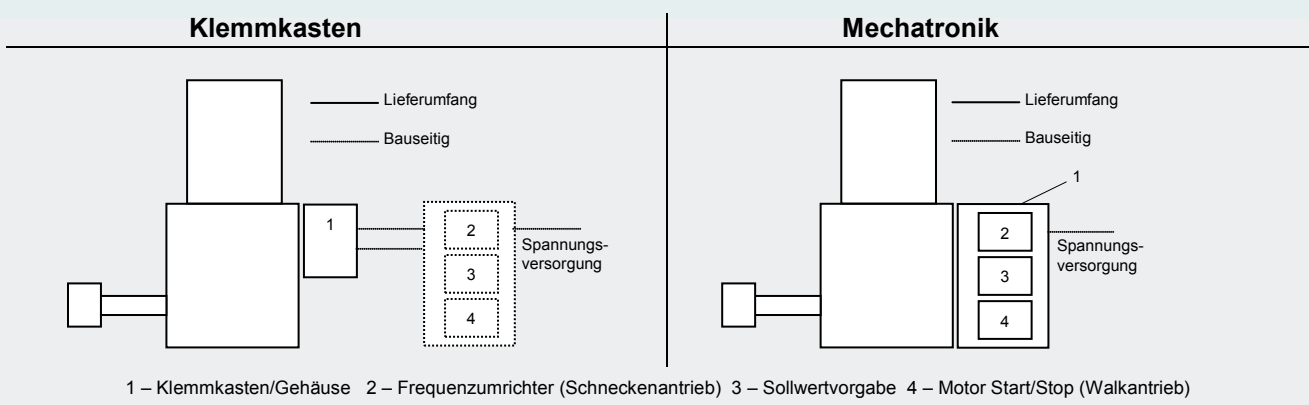 Klemmkasten
Lieferumfang
Bauseitig
1
2
3
4
Spannungs-
versorgung
Mechatronik
Lieferumfang
Bauseitig
1
2
3
4
Spannungs-
versorgung
1 – Klemmkasten/Gehäuse 2 – Frequenzumrichter (Schneckenantrieb) 3 – Sollwertvorgabe 4 – Motor Start/Stop (Walkantrieb)